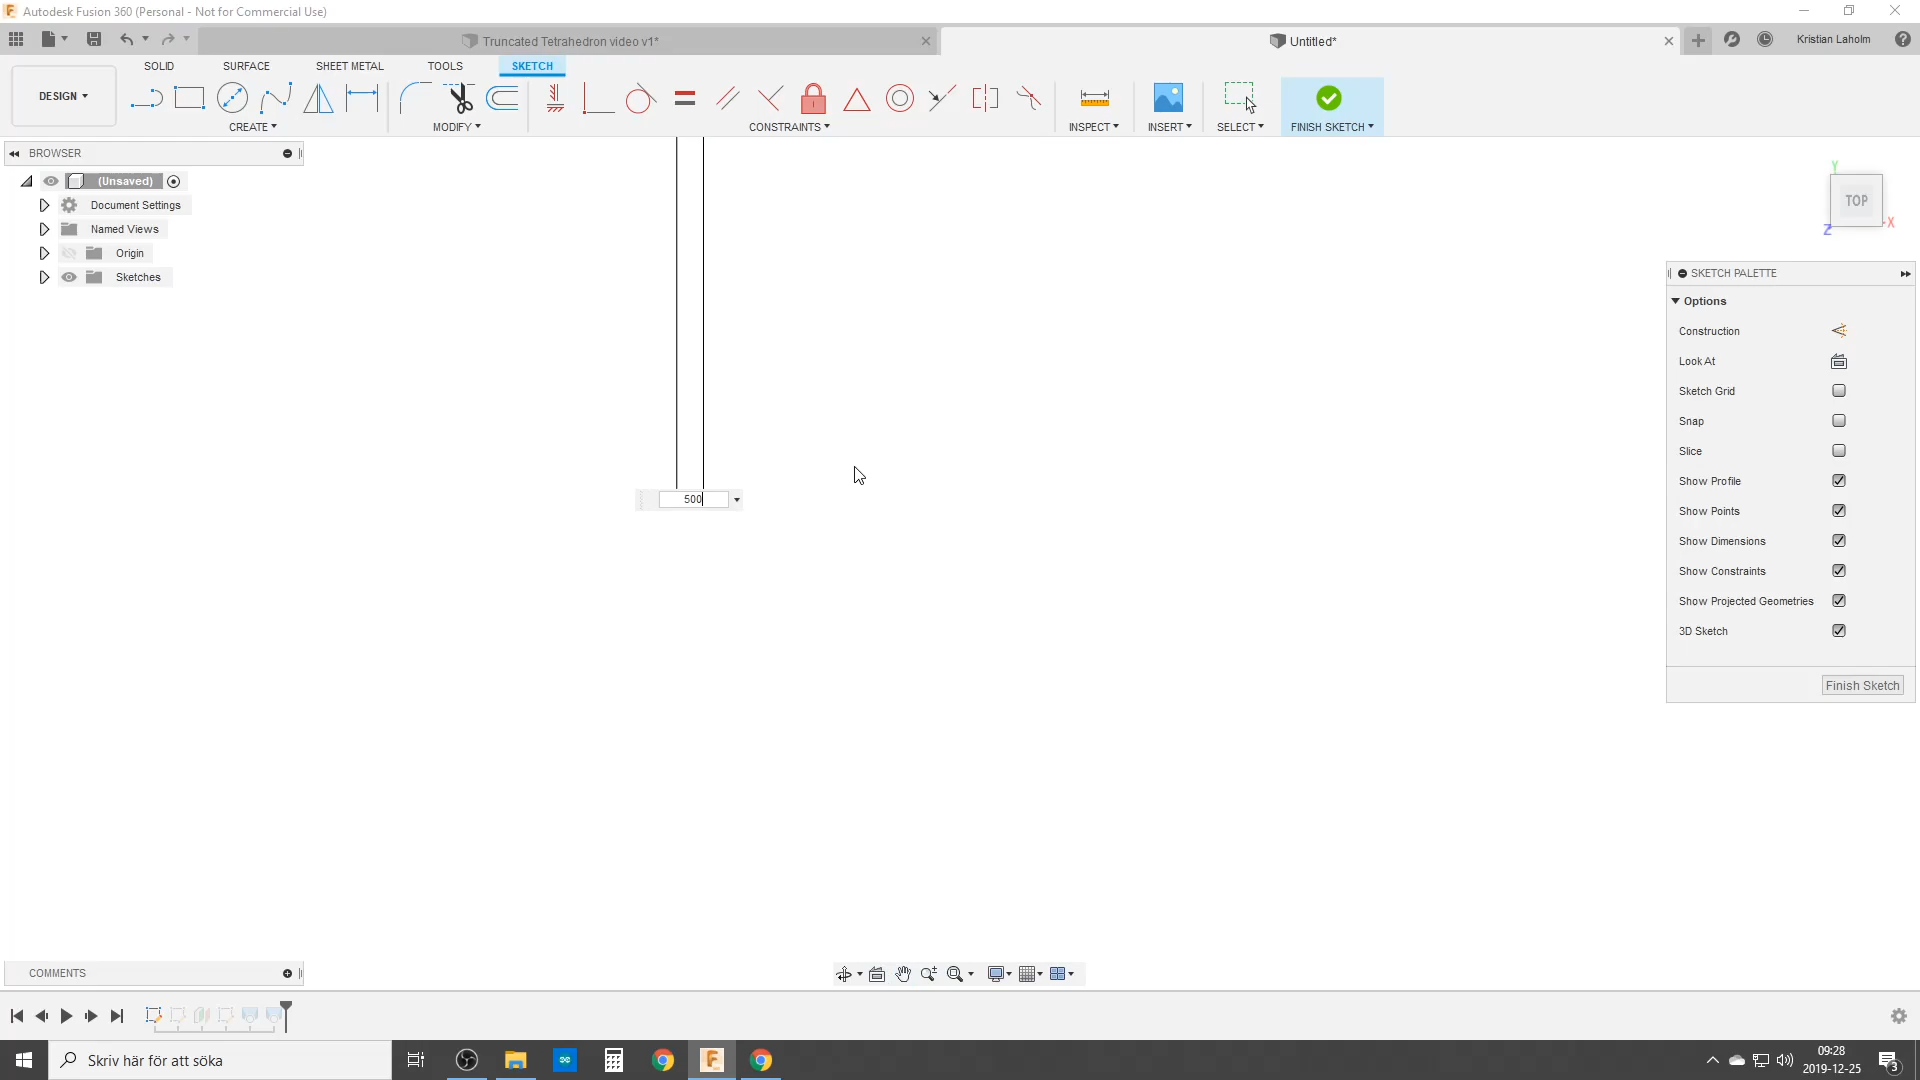 Autodesk Fusion 360 (Personal - Not for Commercial Use)
Truncated Tetrahedron video v1*
Untitled*
Kristian Laholm
SOLID
SURFACE
SHEET METAL
TOOLS
SKETCH
DESIGN
CREATE
MODIFY
CONSTRAINTS
INSPECT
INSERT
SELECT
FINISH SKETCH
BROWSER
(Unsaved)
Document Settings
Named Views
Origin
Sketches
Y
TOP
Z
X
SKETCH PALETTE
Options
Construction
Look At
Sketch Grid
Snap
Slice
Show Profile
Show Points
Show Dimensions
Show Constraints
Show Projected Geometries
3D Sketch
Finish Sketch
500
COMMENTS
Skriv här för att söka
09:28
2019-12-25
3